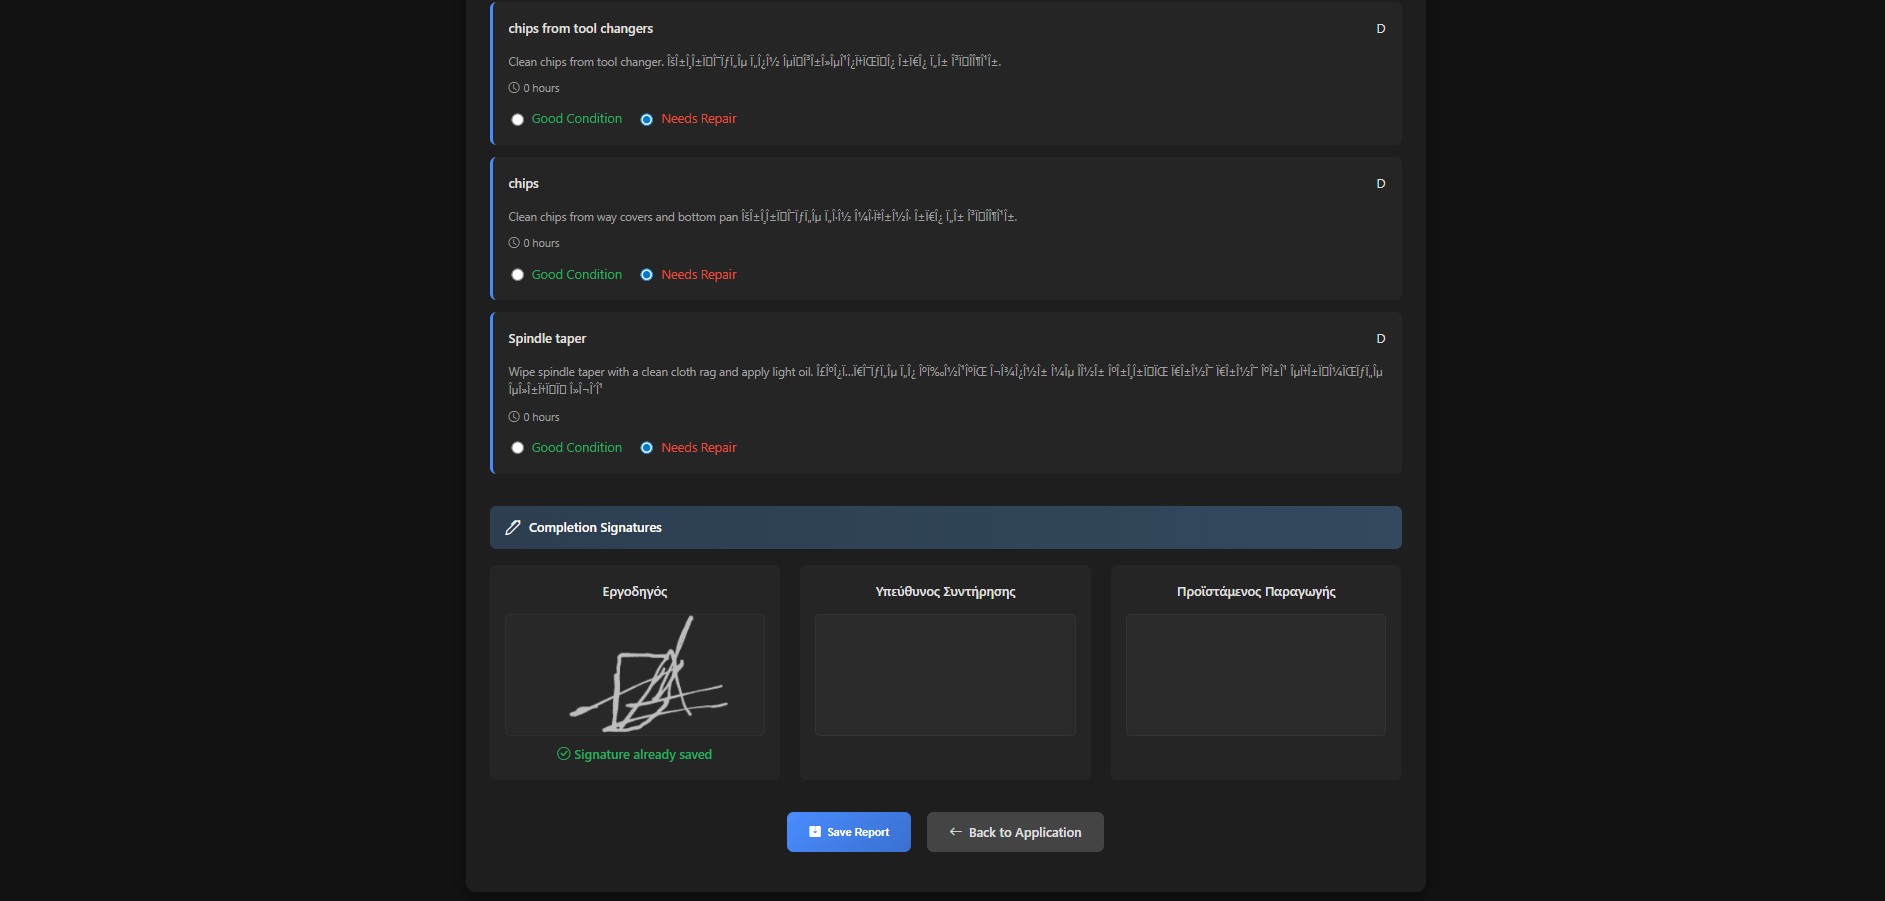 chips from tool changers
D
Clean chips from tool changer.
0 hours
Good Condition
Needs Repair
chips
D
Clean chips from way covers and bottom pan
0 hours
Good Condition
Needs Repair
Spindle taper
D
Wipe spindle taper with a clean cloth rag and apply light oil.
0 hours
Good Condition
Needs Repair
Completion Signatures
Εργοδηγός
Υπεύθυνος Συντήρησης
Προϊστάμενος Παραγωγής
Signature already saved
Save Report
Back to Application